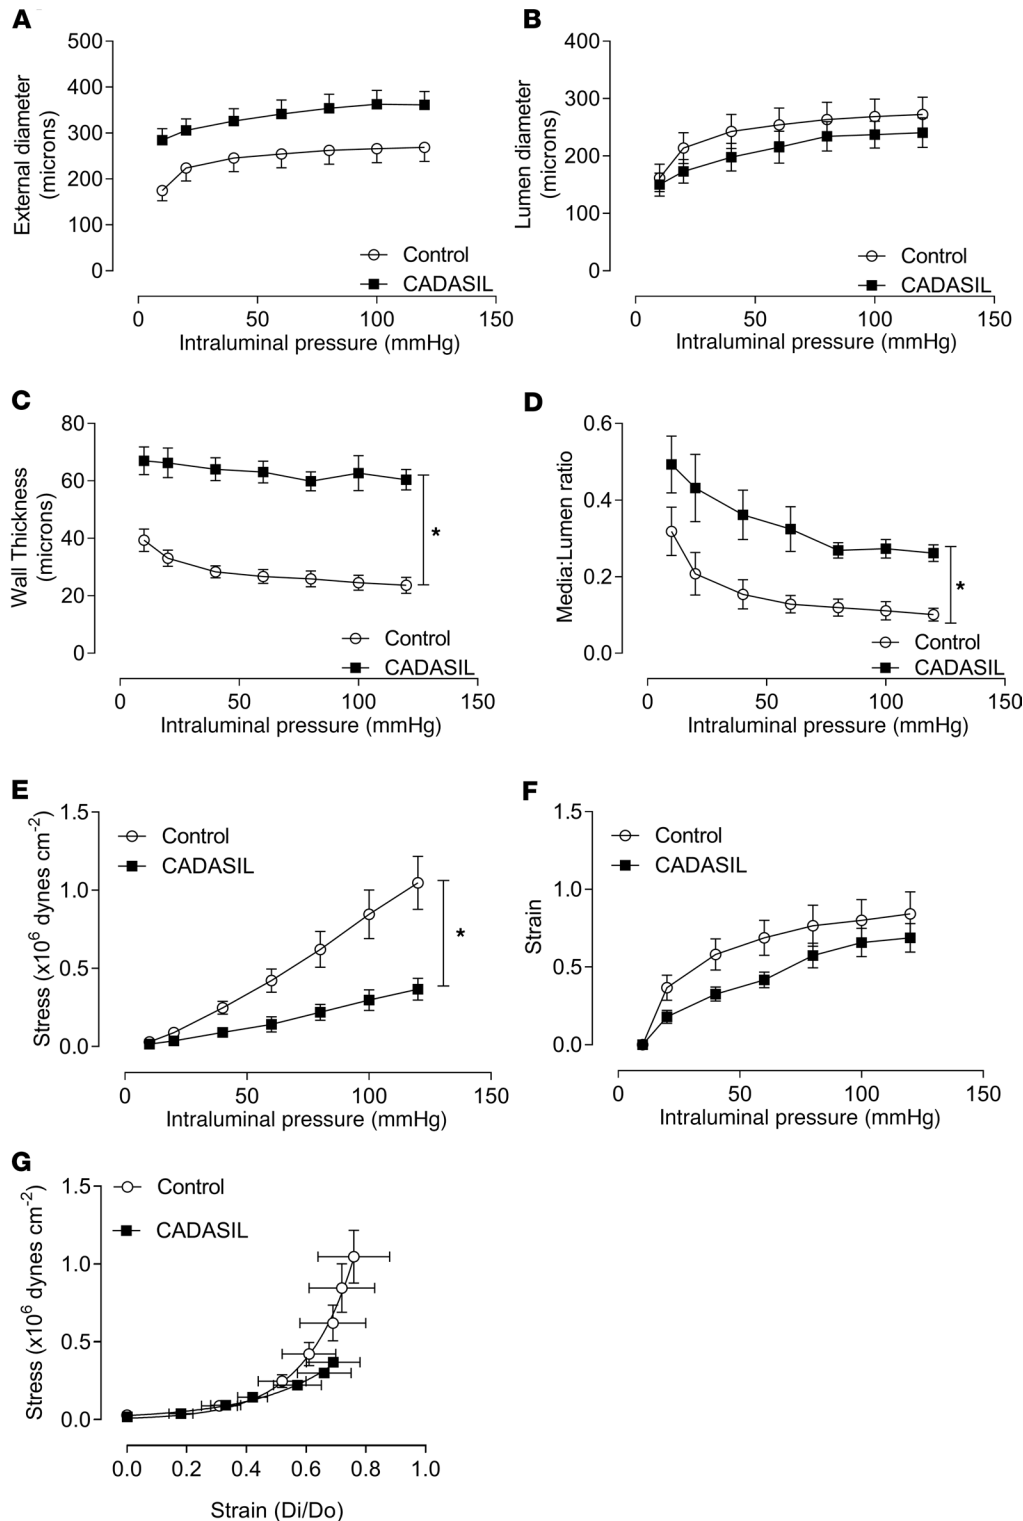 A
500
400
300
200
100
0
External diameter
(microns)
Control
CADASIL
0 50 100 150
Intraluminal pressure (mmHg)
B
400
300
200
100
0
Lumen diameter
(microns)
Control
CADASIL
0 50 100 150
Intraluminal pressure (mmHg)
C
80
60
40
20
0
Wall Thickness
(microns)
*
Control
CADASIL
0 50 100 150
Intraluminal pressure (mmHg)
D
0.6
0.4
0.2
0.0
Media:Lumen ratio
*
Control
CADASIL
0 50 100 150
Intraluminal pressure (mmHg)
E
1.5
1.0
0.5
0.0
Stress (x10⁶ dynes cm⁻²)
Control
CADASIL
*
0 50 100 150
Intraluminal pressure (mmHg)
F
1.5
1.0
0.5
0.0
Strain
Control
CADASIL
0 50 100 150
Intraluminal pressure (mmHg)
G
1.5
1.0
0.5
0.0
Stress (x10⁶ dynes cm⁻²)
Control
CADASIL
0.0 0.2 0.4 0.6 0.8 1.0
Strain (Di/Do)